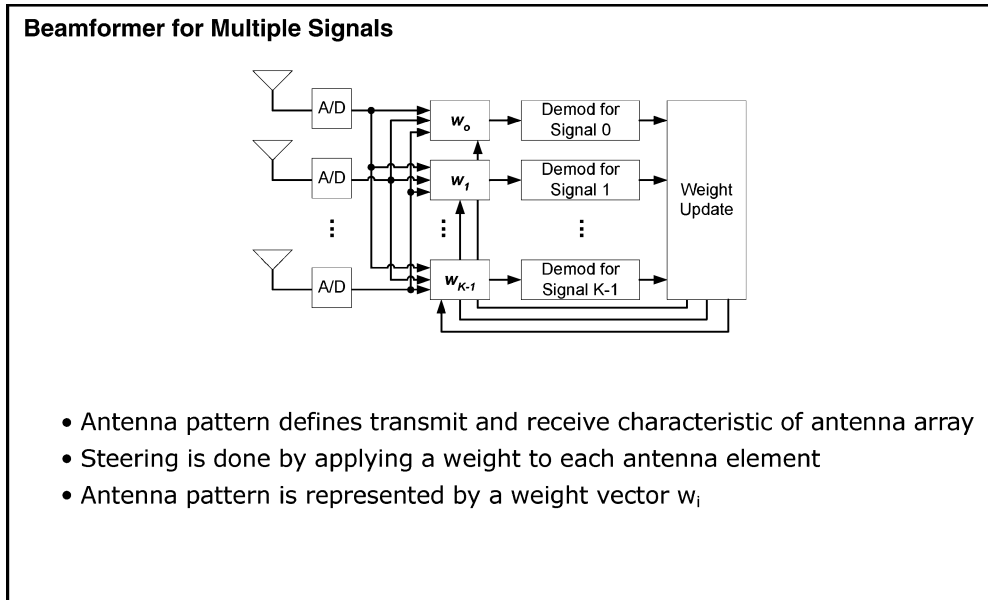 Beamformer for Multiple Signals
A/D
wo
Demod for
Signal 0
A/D
w1
Demod for
Signal 1
Weight
Update
⋮ ⋮ ⋮
A/D
wK-1
Demod for
Signal K-1
• Antenna pattern defines transmit and receive characteristic of antenna array
• Steering is done by applying a weight to each antenna element
• Antenna pattern is represented by a weight vector wi